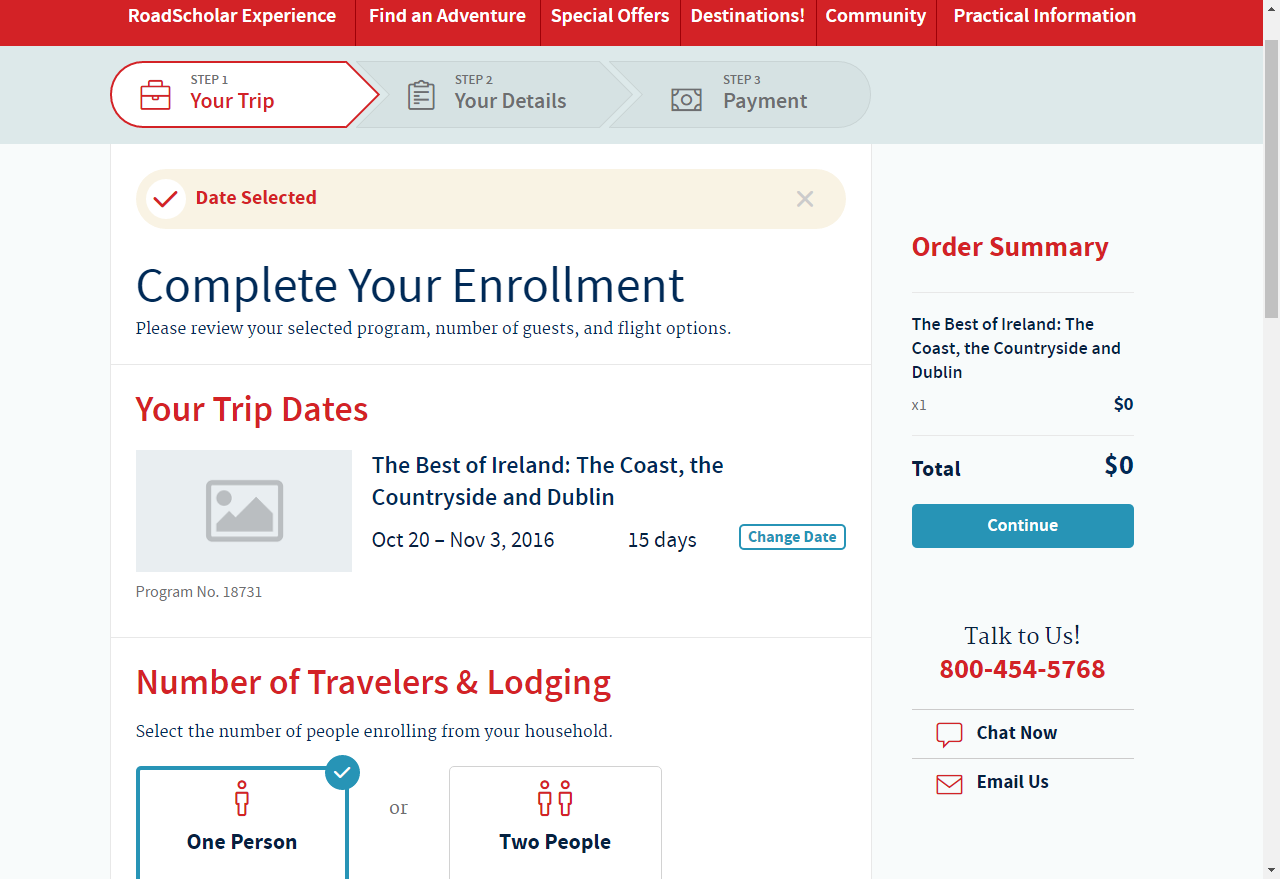 RoadScholar Experience
Find an Adventure
Special Offers
Destinations!
Community
Practical Information
STEP 1
Your Trip
STEP 2
Your Details
STEP 3
Payment
Date Selected
Complete Your Enrollment
Please review your selected program, number of guests, and flight options.
Your Trip Dates
The Best of Ireland: The Coast, the
Countryside and Dublin
Oct 20 – Nov 3, 2016
15 days
Change Date
Program No. 18731
Number of Travelers & Lodging
Select the number of people enrolling from your household.
One Person
or
Two People
Order Summary
The Best of Ireland: The
Coast, the Countryside and
Dublin
x1
$0
Total
$0
Continue
Talk to Us!
800-454-5768
Chat Now
Email Us